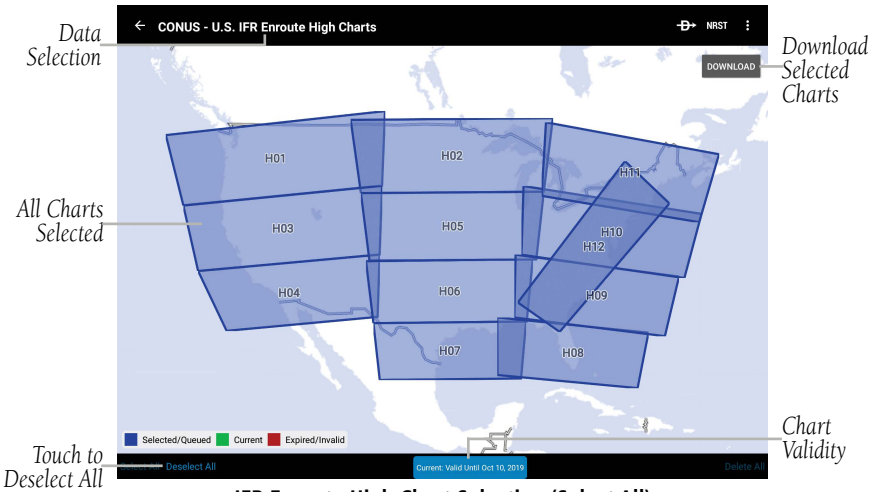 CONUS - U.S. IFR Enroute High Charts
NRST
Data
Selection
DOWNLOAD
Download
Selected
Charts
H01
H02
H11
All Charts
Selected
H03
H05
H10
H12
H04
H06
H09
H07
H08
Selected/Queued
Current
Expired/Invalid
Chart
Validity
Touch to
Deselect All
Select All
Deselect All
Current: Valid Until Oct 10, 2019
Delete All
IFR Enroute High Chart Selection (Select All)